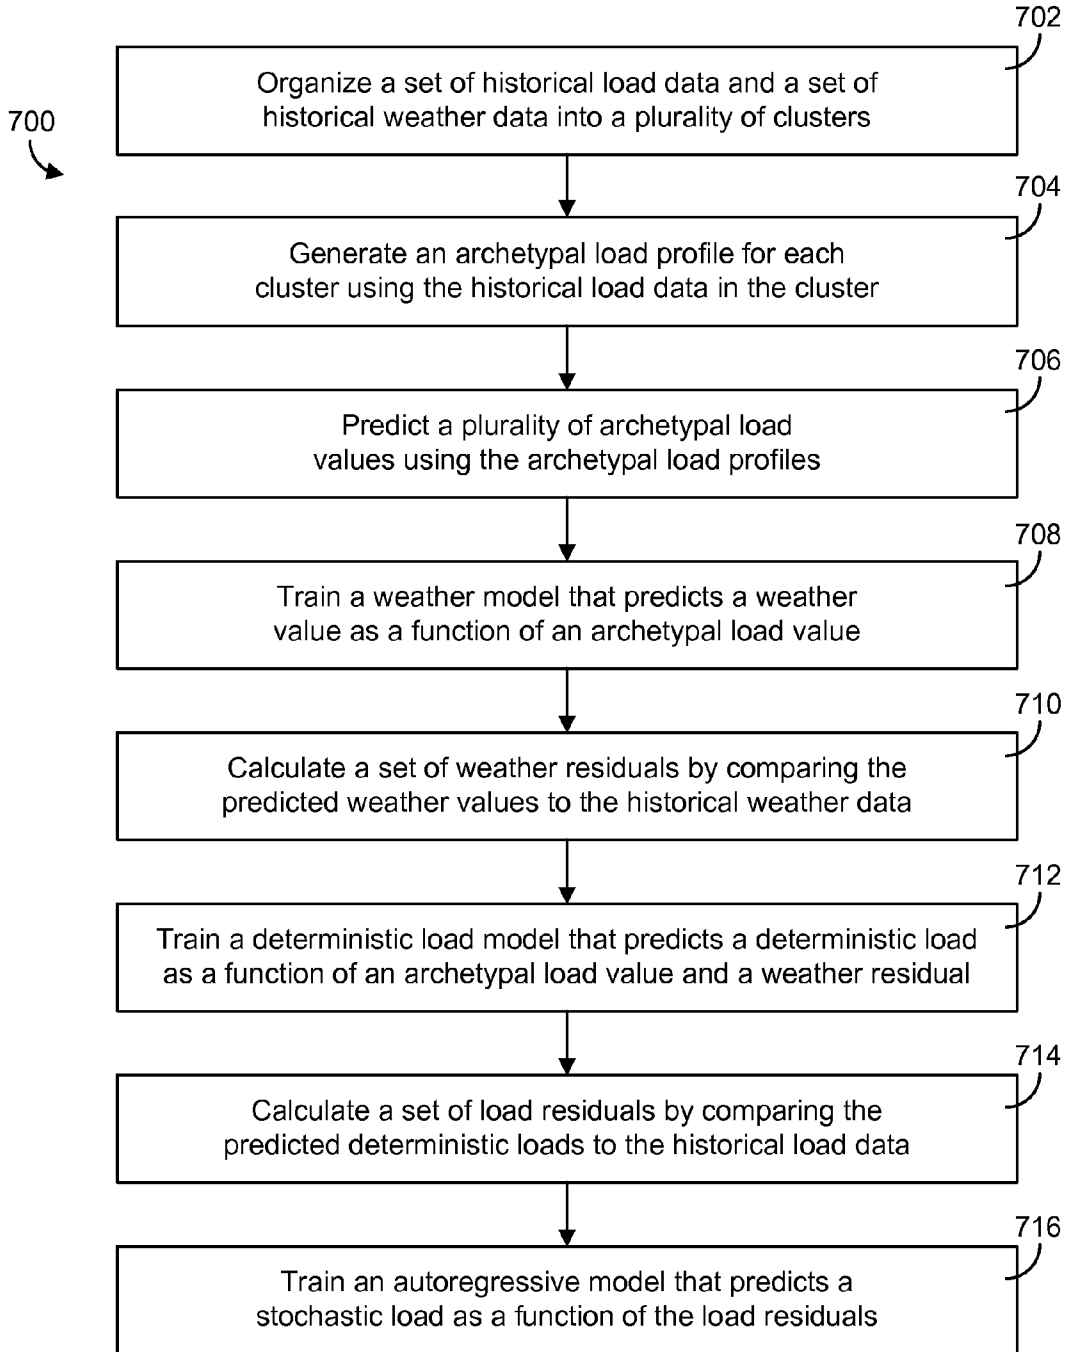 702
Organize a set of historical load data and a set of
historical weather data into a plurality of clusters
700
704
Generate an archetypal load profile for each
cluster using the historical load data in the cluster
706
Predict a plurality of archetypal load
values using the archetypal load profiles
708
Train a weather model that predicts a weather
value as a function of an archetypal load value
710
Calculate a set of weather residuals by comparing the
predicted weather values to the historical weather data
712
Train a deterministic load model that predicts a deterministic load
as a function of an archetypal load value and a weather residual
714
Calculate a set of load residuals by comparing the
predicted deterministic loads to the historical load data
716
Train an autoregressive model that predicts a
stochastic load as a function of the load residuals